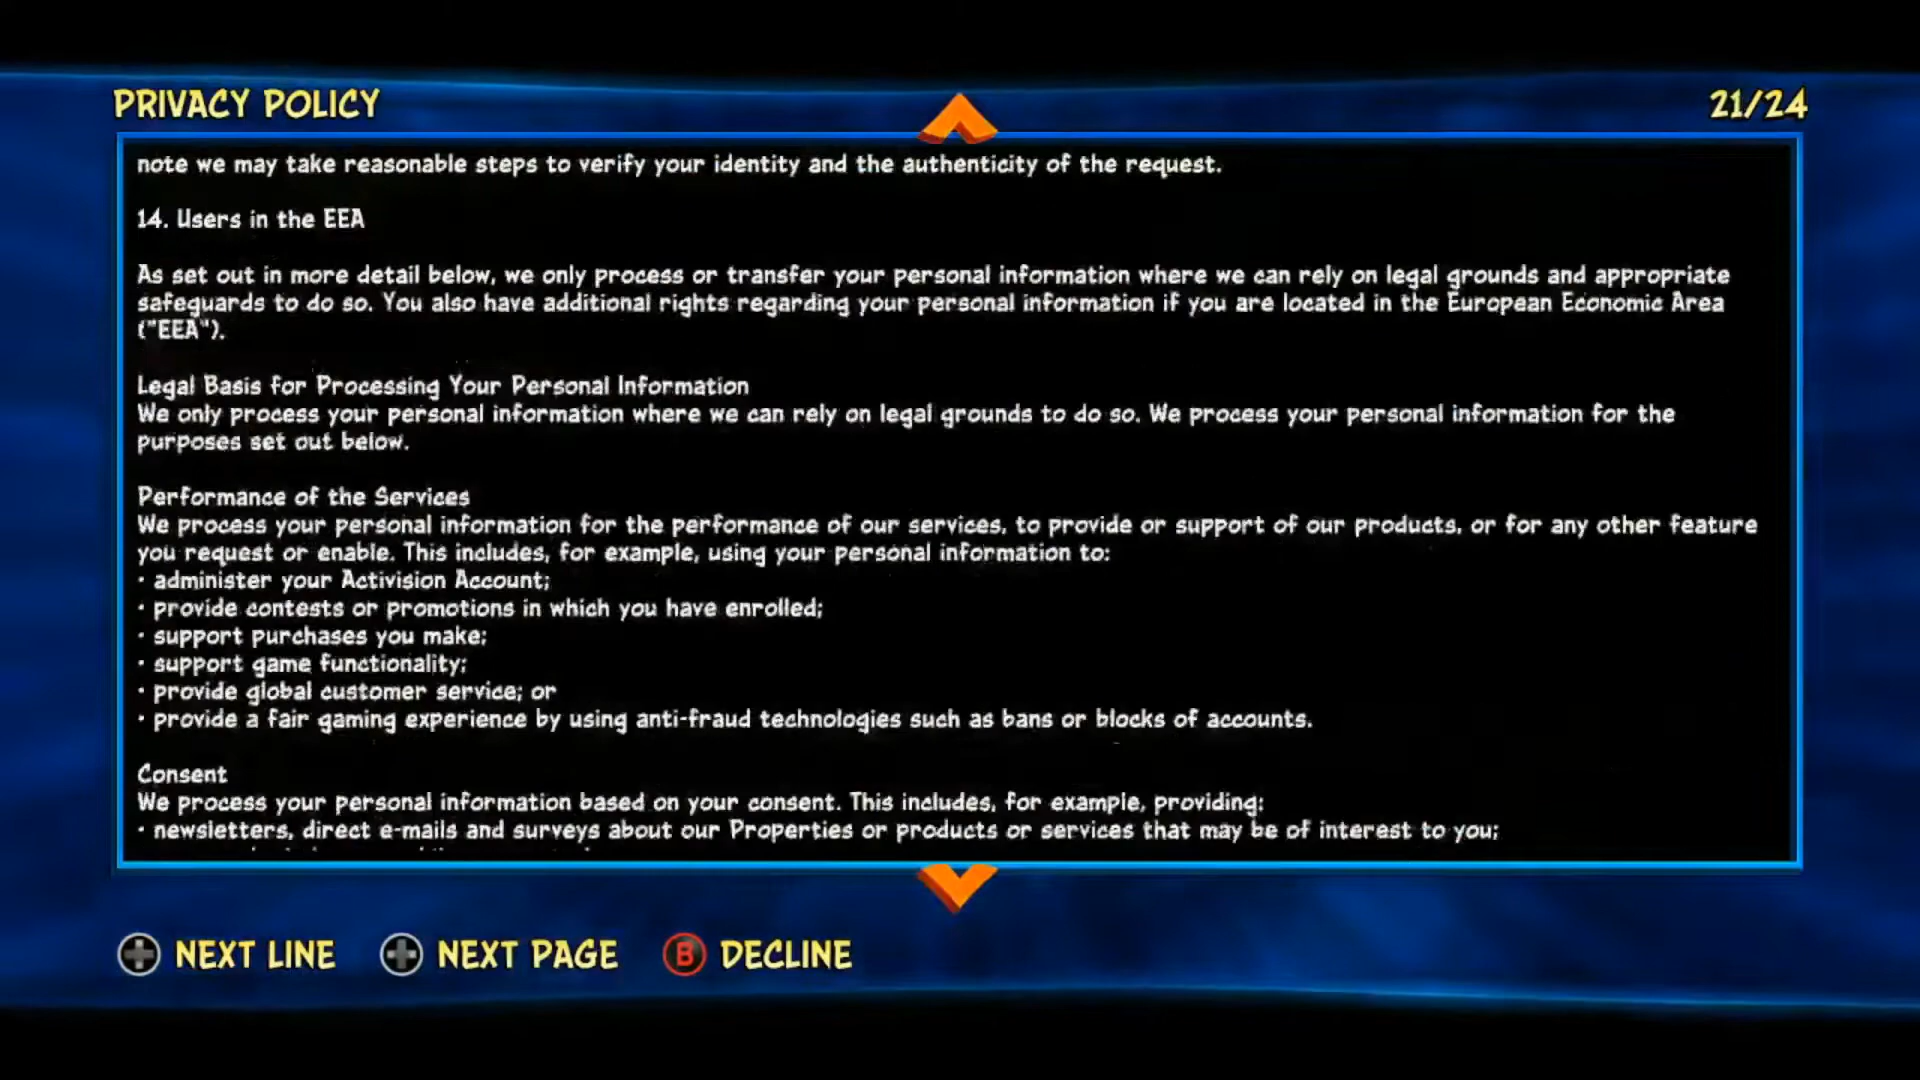 PRIVACY POLICY
21/24
note we may take reasonable steps to verify your identity and the authenticity of the request.
14. Users in the EEA
As set out in more detail below, we only process or transfer your personal information where we can rely on legal grounds and appropriate
safeguards to do so. You also have additional rights regarding your personal information if you are located in the European Economic Area
("EEA").
Legal Basis for Processing Your Personal Information
We only process your personal information where we can rely on legal grounds to do so. We process your personal information for the
purposes set out below.
Performance of the Services
We process your personal information for the performance of our services, to provide or support of our products, or for any other feature
you request or enable. This includes, for example, using your personal information to:
• administer your Activision Account;
• provide contests or promotions in which you have enrolled;
• support purchases you make;
• support game functionality;
• provide global customer service; or
• provide a fair gaming experience by using anti-fraud technologies such as bans or blocks of accounts.
Consent
We process your personal information based on your consent. This includes, for example, providing:
• newsletters, direct e-mails and surveys about our Properties or products or services that may be of interest to you;
NEXT LINE
NEXT PAGE
B DECLINE